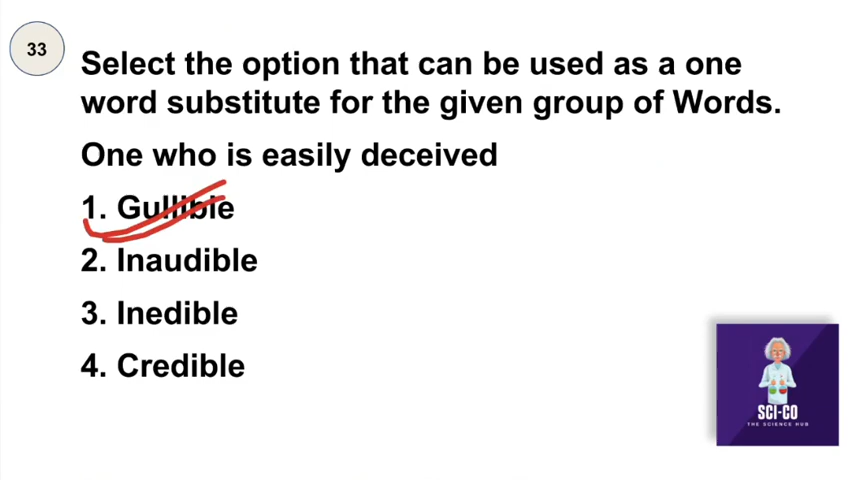 33
Select the option that can be used as a one
word substitute for the given group of Words.
One who is easily deceived
1. Gullible
2. Inaudible
3. Inedible
4. Credible
SCI-CO
THE SCIENCE HUB